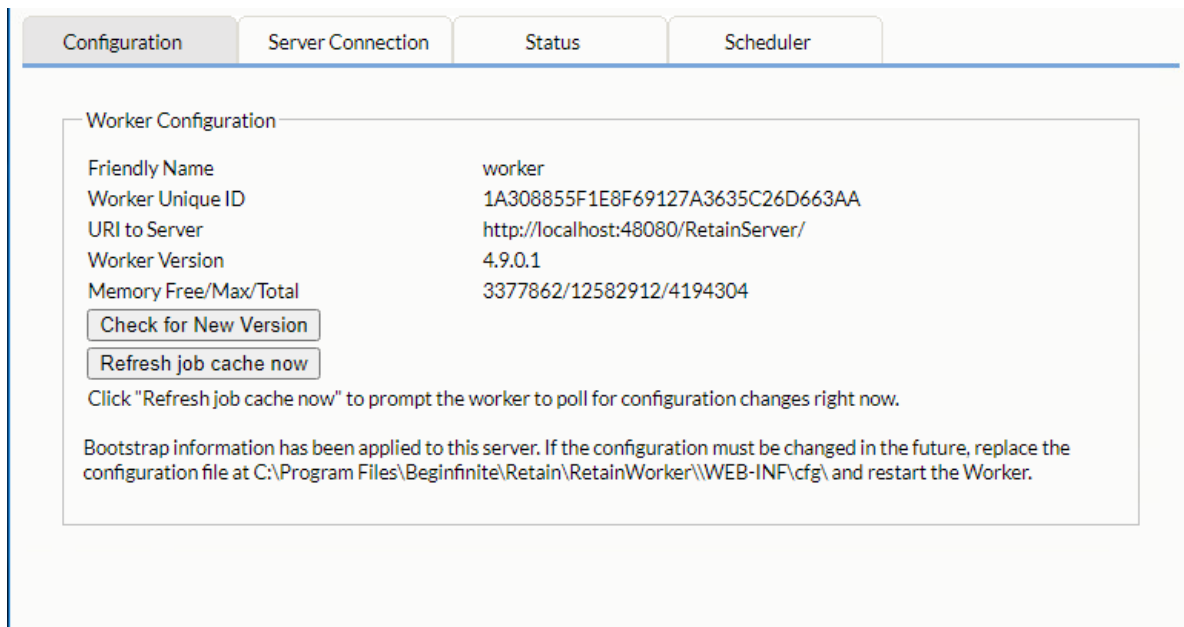 Configuration Server Connection Status Scheduler
Worker Configuration
Friendly Name worker
Worker Unique ID 1A308855F1E8F69127A3635C26D663AA
URI to Server http://localhost:48080/RetainServer/
Worker Version 4.9.0.1
Memory Free/Max/Total 3377862/12582912/4194304
Check for New Version
Refresh job cache now
Click "Refresh job cache now" to prompt the worker to poll for configuration changes right now.
Bootstrap information has been applied to this server. If the configuration must be changed in the future, replace the
configuration file at C:\Program Files\Beginfinite\Retain\RetainWorker\\WEB-INF\cfg\ and restart the Worker.